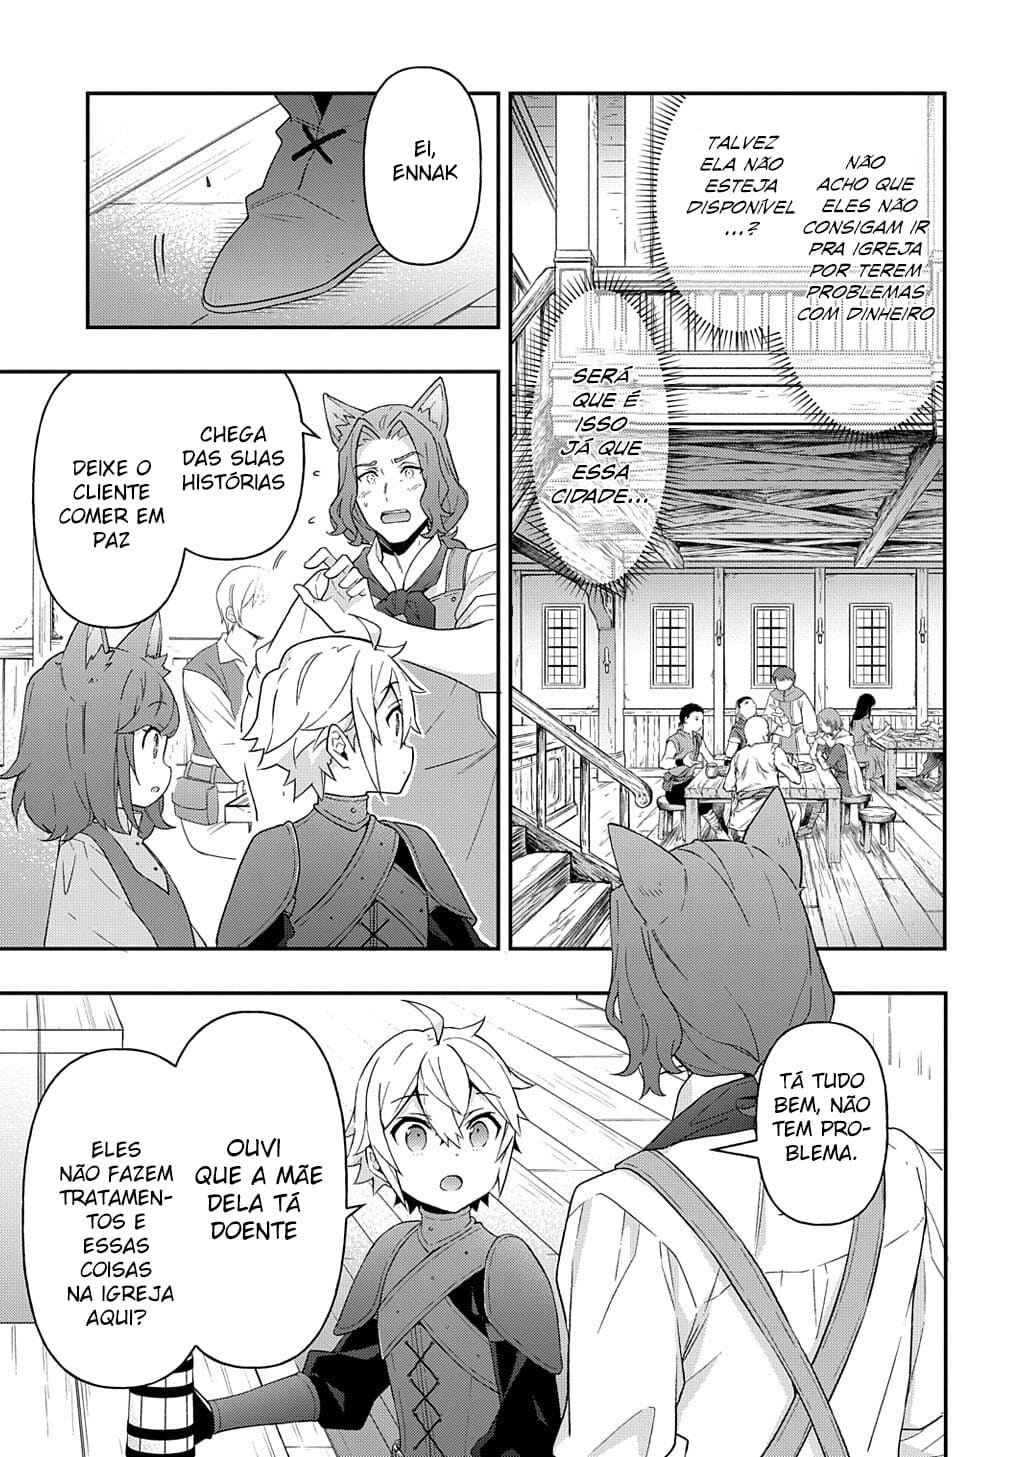 NÃO
ACHO QUE
ELES NÃO
CONSIGAM IR
PRA IGREJA
POR TEREM
PROBLEMAS
COM DINHEIRO
TALVEZ
ELA NÃO
ESTEJA
DISPONÍVEL
...?
SERÁ
QUE É
ISSO
JÁ QUE
ESSA
CIDADE...
EI,
ENNAK
CHEGA
DAS SUAS
HISTÓRIAS
DEIXE O
CLIENTE
COMER EM
PAZ
TÁ TUDO
BEM, NÃO
TEM PRO-
BLEMA.
OUVI
QUE A MÃE
DELA TÁ
DOENTE
ELES
NÃO FAZEM
TRATAMEN-
TOS E
ESSAS
COISAS
NA IGREJA
AQUI?